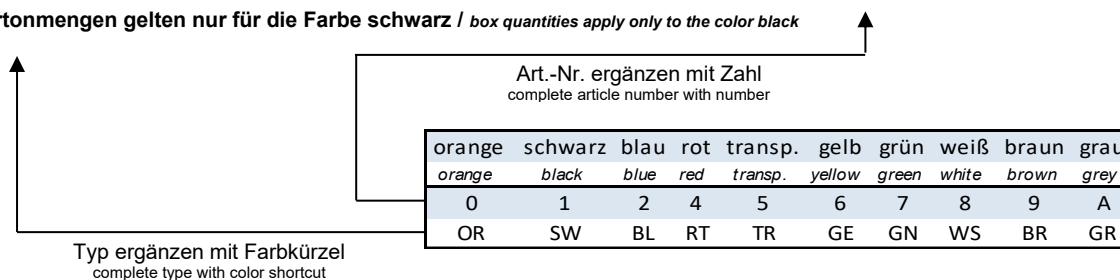 rtonmengen gelten nur für die Farbe schwarz / box quantities apply only to the color black
Art.-Nr. ergänzen mit Zahl
complete article number with number
orange schwarz blau rot transp. gelb grün weiß braun grau
orange black blue red transp. yellow green white brown grey
0 1 2 4 5 6 7 8 9 A
OR SW BL RT TR GE GN WS BR GR
Typ ergänzen mit Farbkürzel
complete type with color shortcut